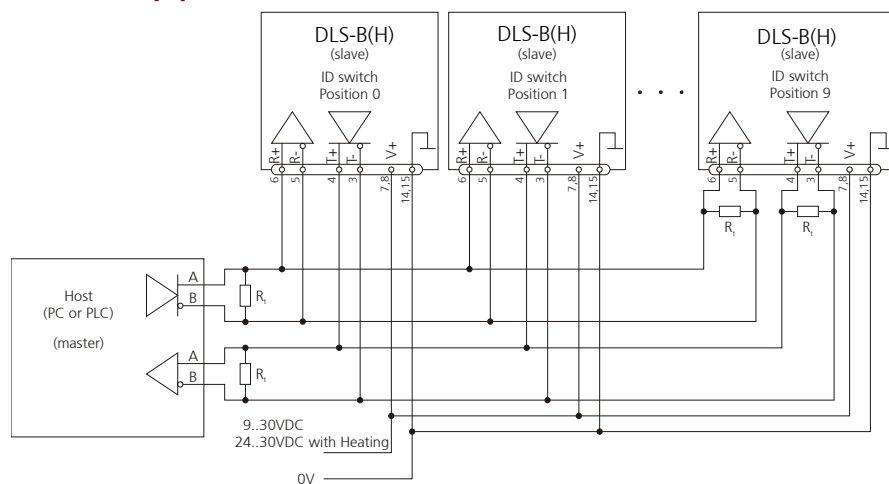 DLS-B(H)
(slave)
ID switch
Position 0
R+
R-
T+
T-
V+
6
5
4
3
7,8
14,15
DLS-B(H)
(slave)
ID switch
Position 1
R+
R-
T+
T-
V+
6
5
4
3
7,8
14,15
. . .
DLS-B(H)
(slave)
ID switch
Position 9
R+
R-
T+
T-
V+
6
5
4
3
7,8
14,15
Rt
Rt
Host
(PC or PLC)
(master)
A
B
Rt
A
B
Rt
9..30VDC
24..30VDC with Heating
0V